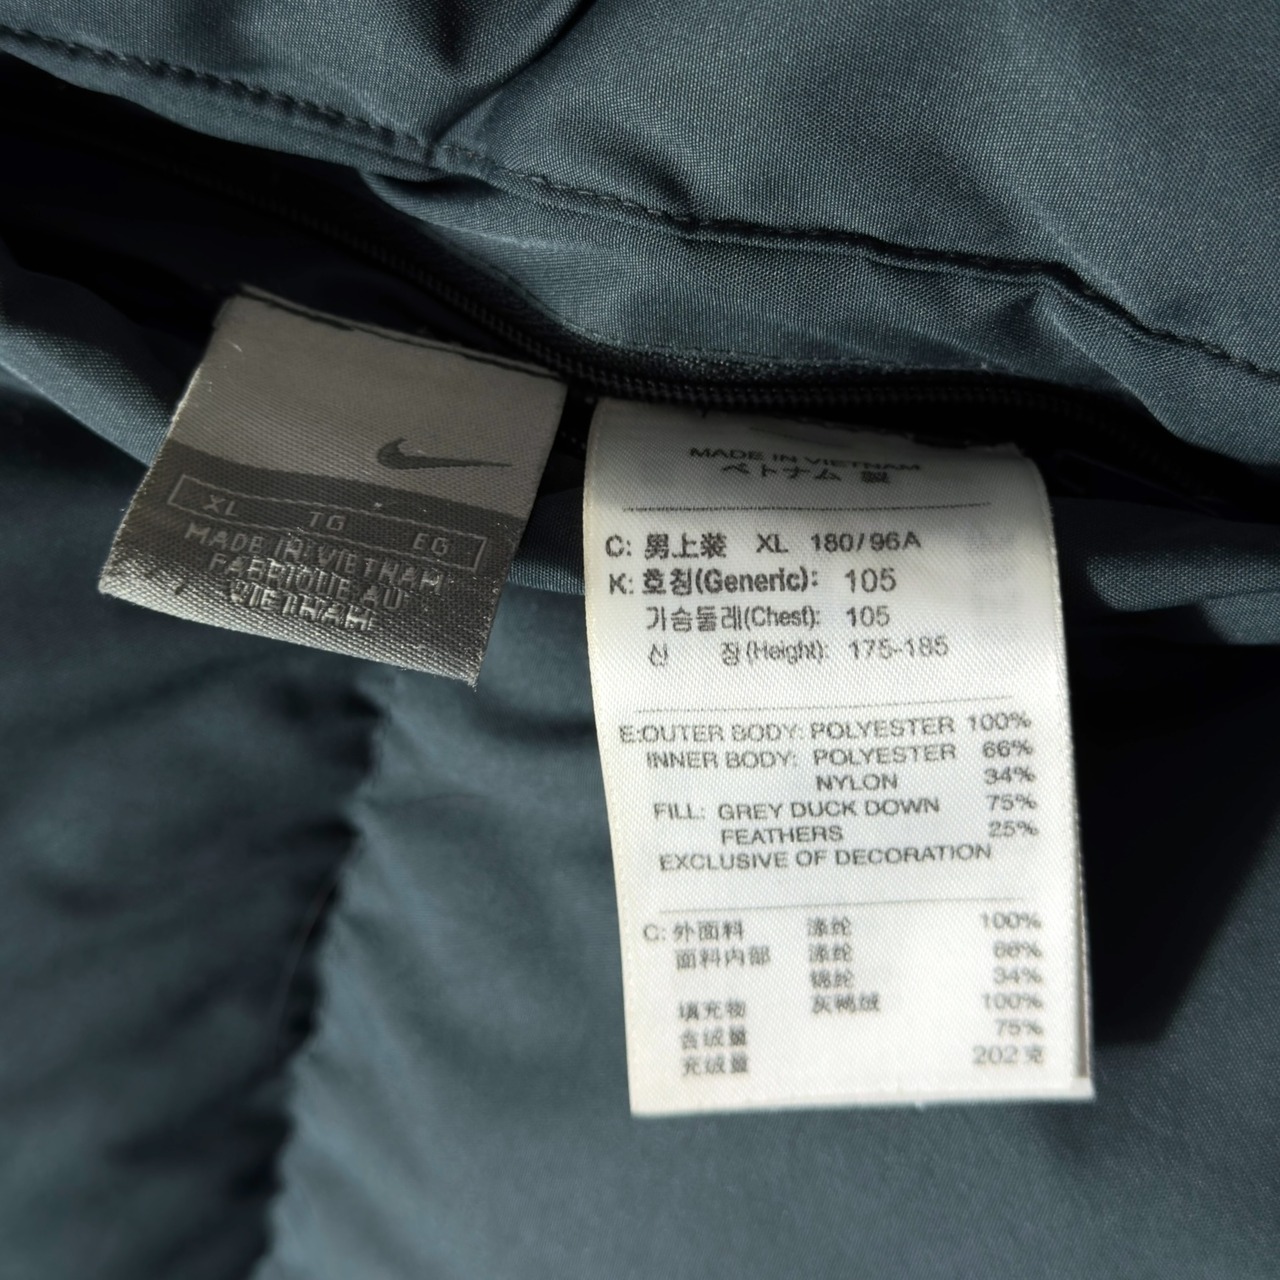 XL TG EG
MADE IN VIETNAM
FABRIQUE AU
VIETNAM
MADE IN VIETNAM
ベトナム 製
C: 男上装 XL 180/96A
K: 호칭(Generic): 105
가슴둘레(Chest): 105
신 장(Height): 175-185
E:OUTER BODY: POLYESTER 100%
INNER BODY: POLYESTER 66%
NYLON 34%
FILL: GREY DUCK DOWN 75%
FEATHERS 25%
EXCLUSIVE OF DECORATION
C: 外面料 涤纶 100%
面料内部 涤纶 66%
锦纶 34%
填充物 灰鸭绒 100%
含绒量 75%
充绒量 202克